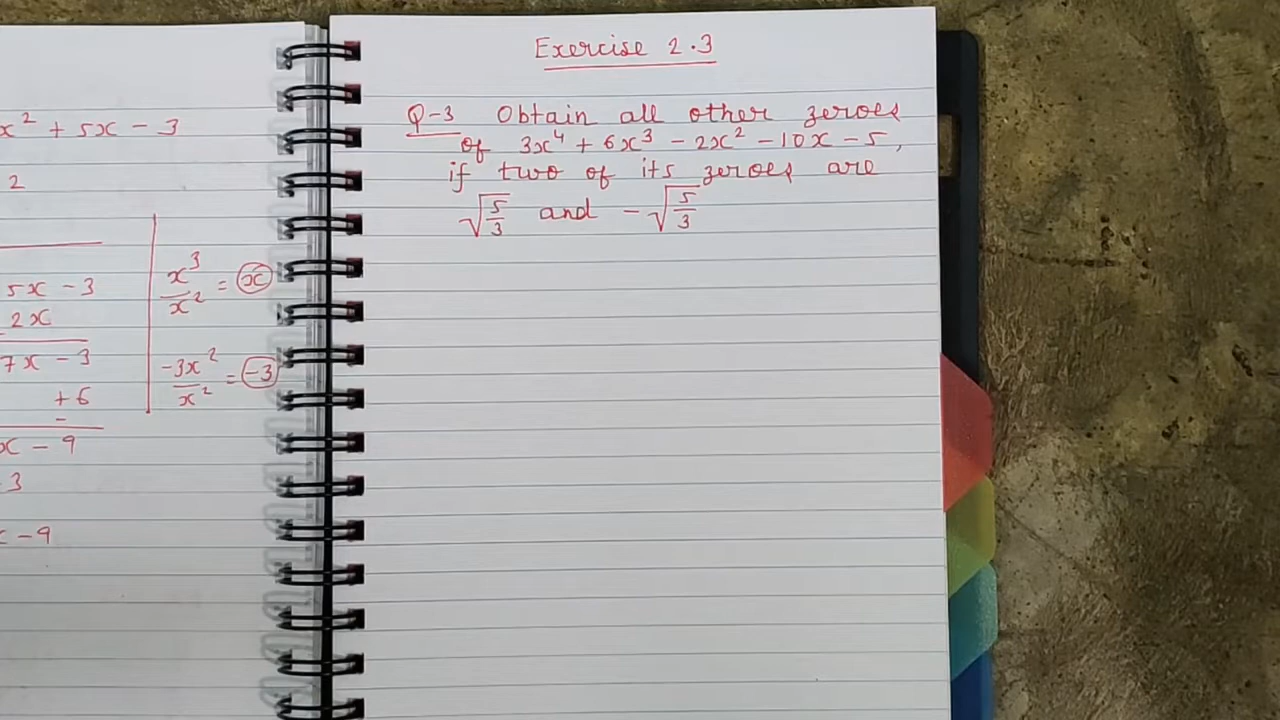 x² + 5x - 3
2
5x - 3
2x
7x - 3
+ 6
-
x - 9
3
- 9
x³/x² = x
-3x²/x² = -3
Exercise 2.3
Q-3 Obtain all other zeroes
of 3x⁴ + 6x³ - 2x² - 10x - 5,
if two of its zeroes are
√5/3 and -√5/3